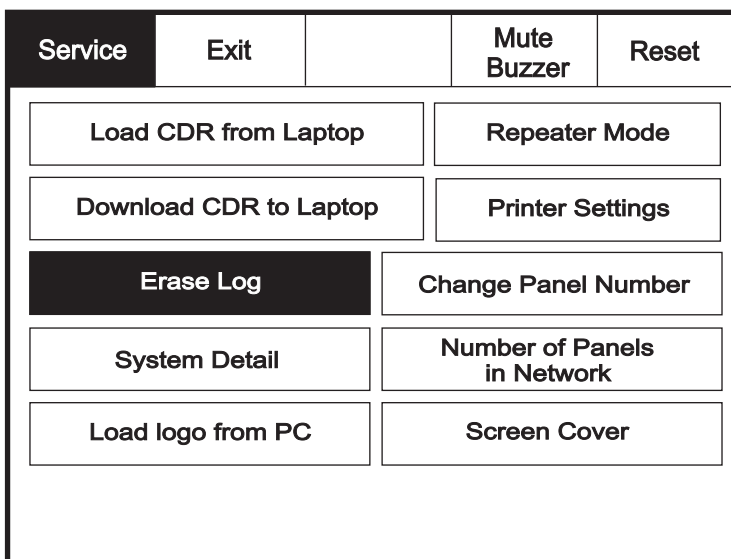 Service
Exit
Mute
Buzzer
Reset
Load CDR from Laptop
Repeater Mode
Download CDR to Laptop
Printer Settings
Erase Log
Change Panel Number
System Detail
Number of Panels
in Network
Load logo from PC
Screen Cover